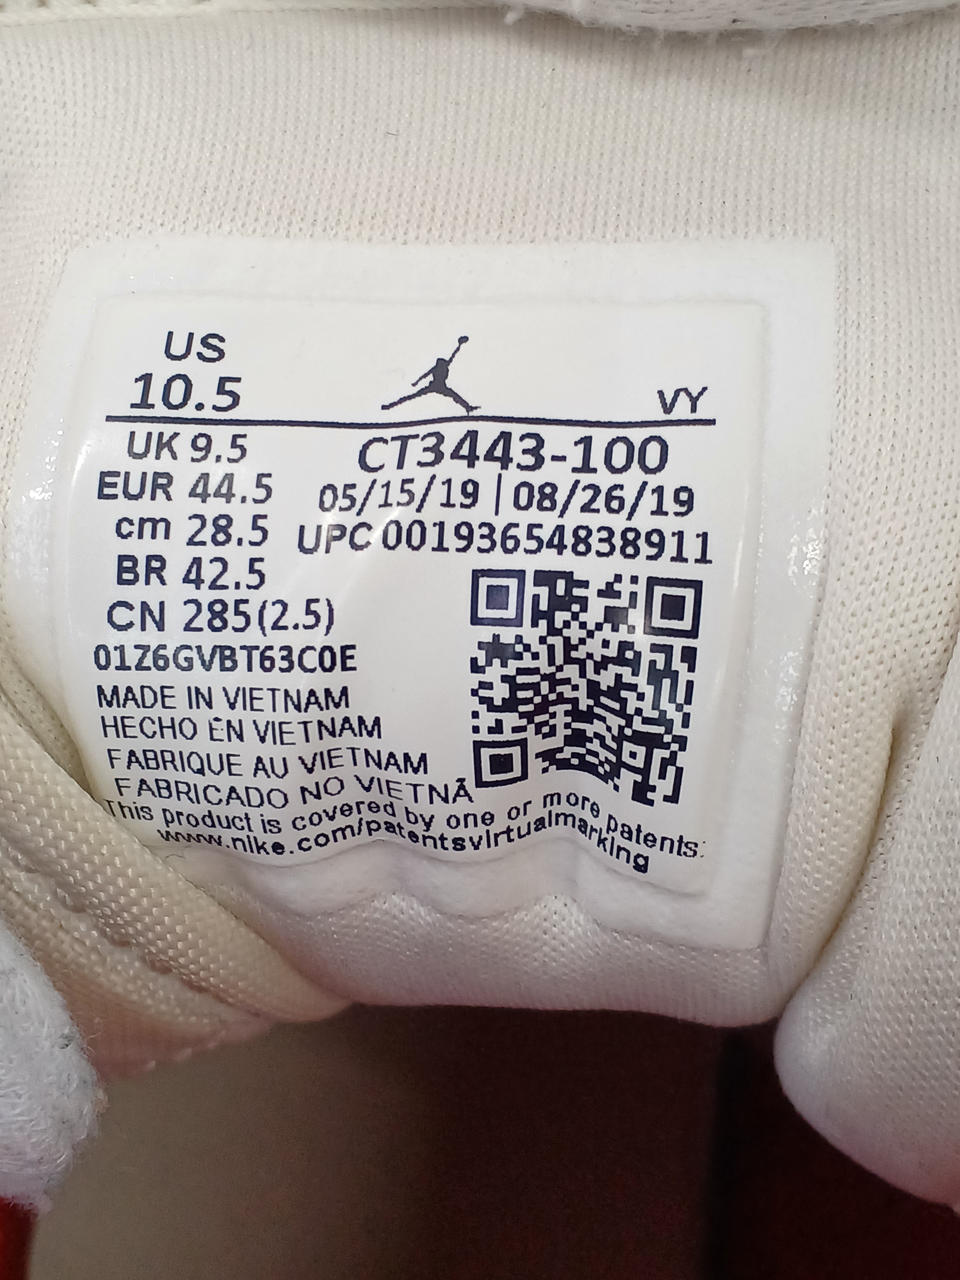 US
10.5
VY
UK 9.5
CT3443-100
EUR 44.5
05/15/19 | 08/26/19
cm 28.5
UPC 00193654838911
BR 42.5
CN 285(2.5)
01Z6GVBT63C0E
MADE IN VIETNAM
HECHO EN VIETNAM
FABRIQUE AU VIETNAM
FABRICADO NO VIETNÃ
This product is covered by one or more patents:
www.nike.com/patentsvirtualmarking